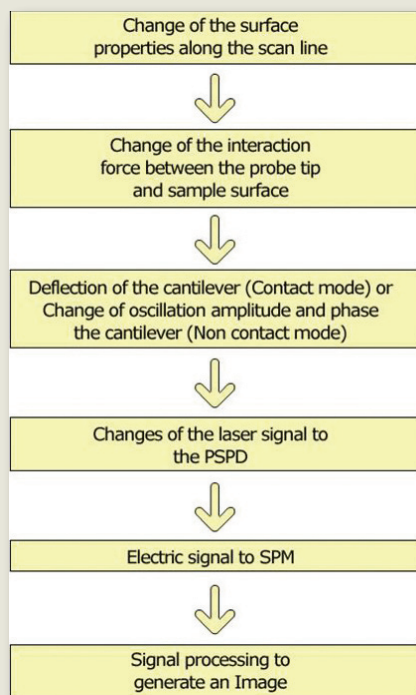 Change of the surface
properties along the scan line
Change of the interaction
force between the probe tip
and sample surface
Deflection of the cantilever (Contact mode) or
Change of oscillation amplitude and phase
the cantilever (Non contact mode)
Changes of the laser signal to
the PSPD
Electric signal to SPM
Signal processing to
generate an Image